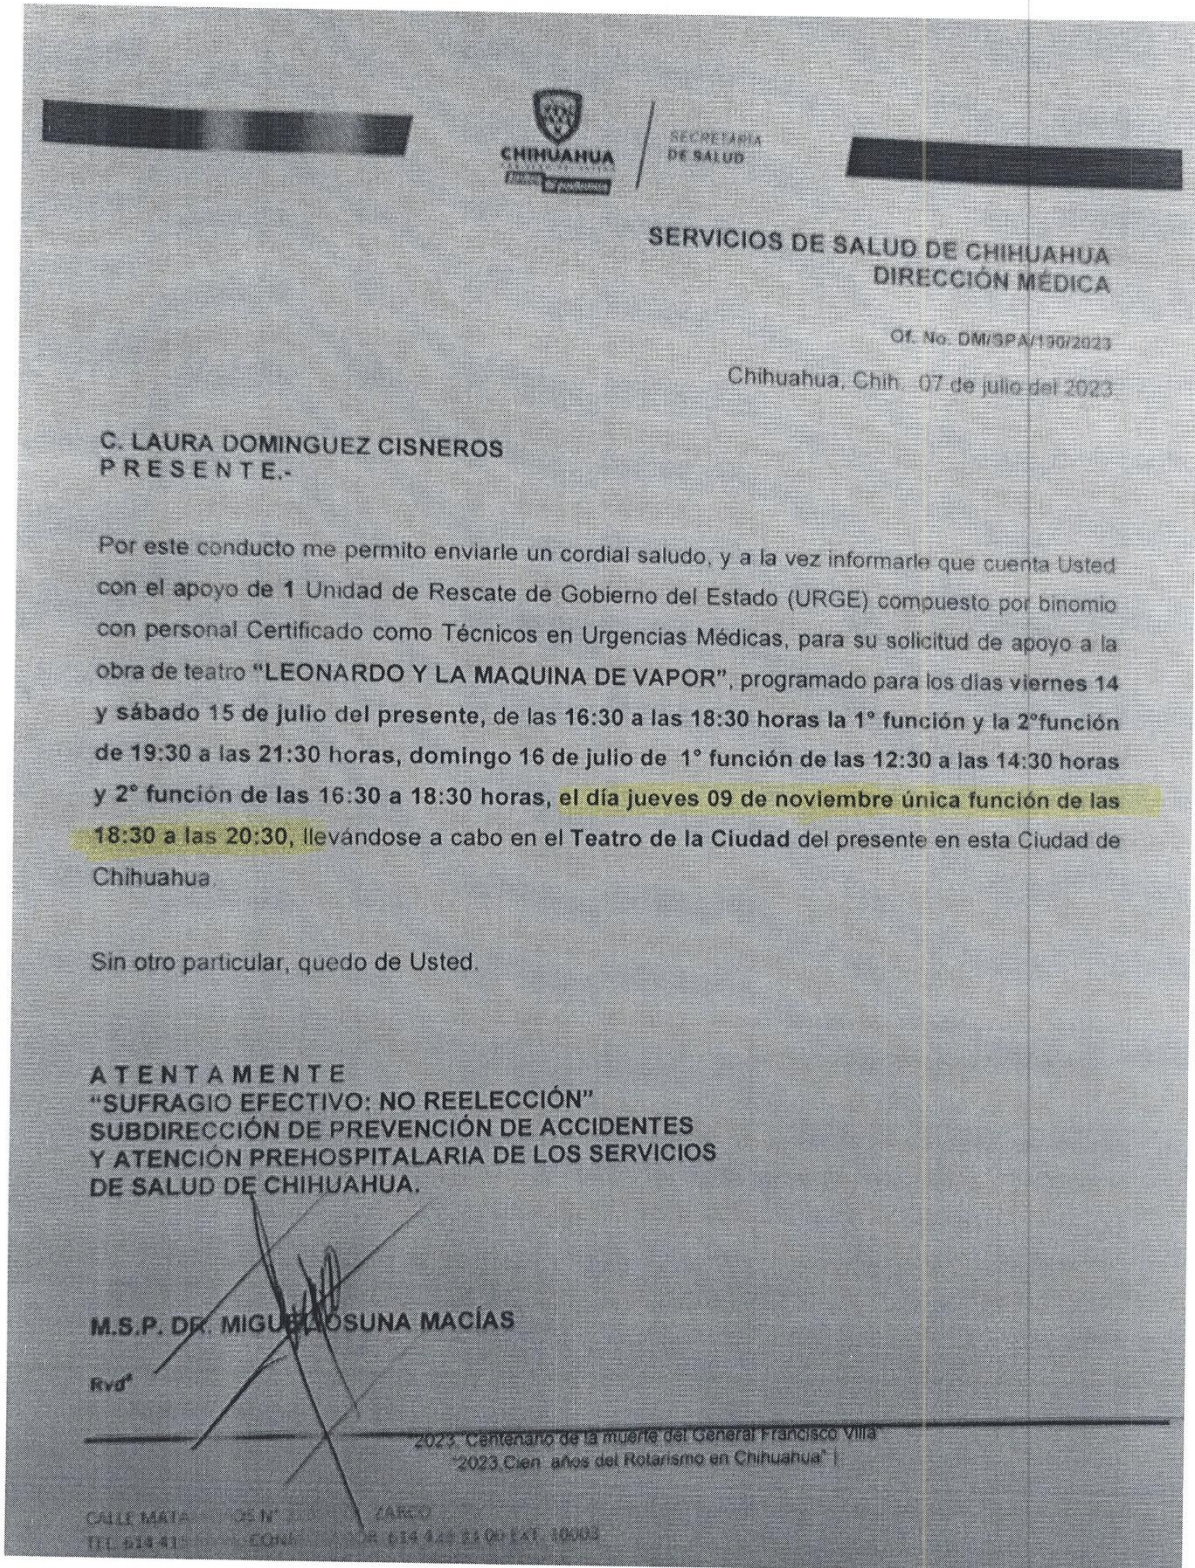 CHIHUAHUA
SECRETARÍA
DE SALUD
SERVICIOS DE SALUD DE CHIHUAHUA
DIRECCIÓN MÉDICA
Of. No. DM/SPA/190/2023
Chihuahua, Chih. 07 de julio del 2023
C. LAURA DOMINGUEZ CISNEROS
P R E S E N T E.-
Por este conducto me permito enviarle un cordial saludo, y a la vez informarle que cuenta Usted
con el apoyo de 1 Unidad de Rescate de Gobierno del Estado (URGE) compuesto por binomio
con personal Certificado como Técnicos en Urgencias Médicas, para su solicitud de apoyo a la
obra de teatro “LEONARDO Y LA MAQUINA DE VAPOR”, programado para los días viernes 14
y sábado 15 de julio del presente, de las 16:30 a las 18:30 horas la 1° función y la 2°función
de 19:30 a las 21:30 horas, domingo 16 de julio de 1° función de las 12:30 a las 14:30 horas
y 2° función de las 16:30 a 18:30 horas, el día jueves 09 de noviembre única función de las
18:30 a las 20:30, llevándose a cabo en el Teatro de la Ciudad del presente en esta Ciudad de
Chihuahua.
Sin otro particular, quedo de Usted.
A T E N T A M E N T E
“SUFRAGIO EFECTIVO: NO REELECCIÓN”
SUBDIRECCIÓN DE PREVENCIÓN DE ACCIDENTES
Y ATENCIÓN PREHOSPITALARIA DE LOS SERVICIOS
DE SALUD DE CHIHUAHUA.
M.S.P. DR. MIGUEL OSUNA MACÍAS
Rvd*
“2023, Centenario de la muerte del General Francisco Villa”
“2023,Cien años del Rotarismo en Chihuahua” |
CALLE
TEL. 614 EXT. 10003